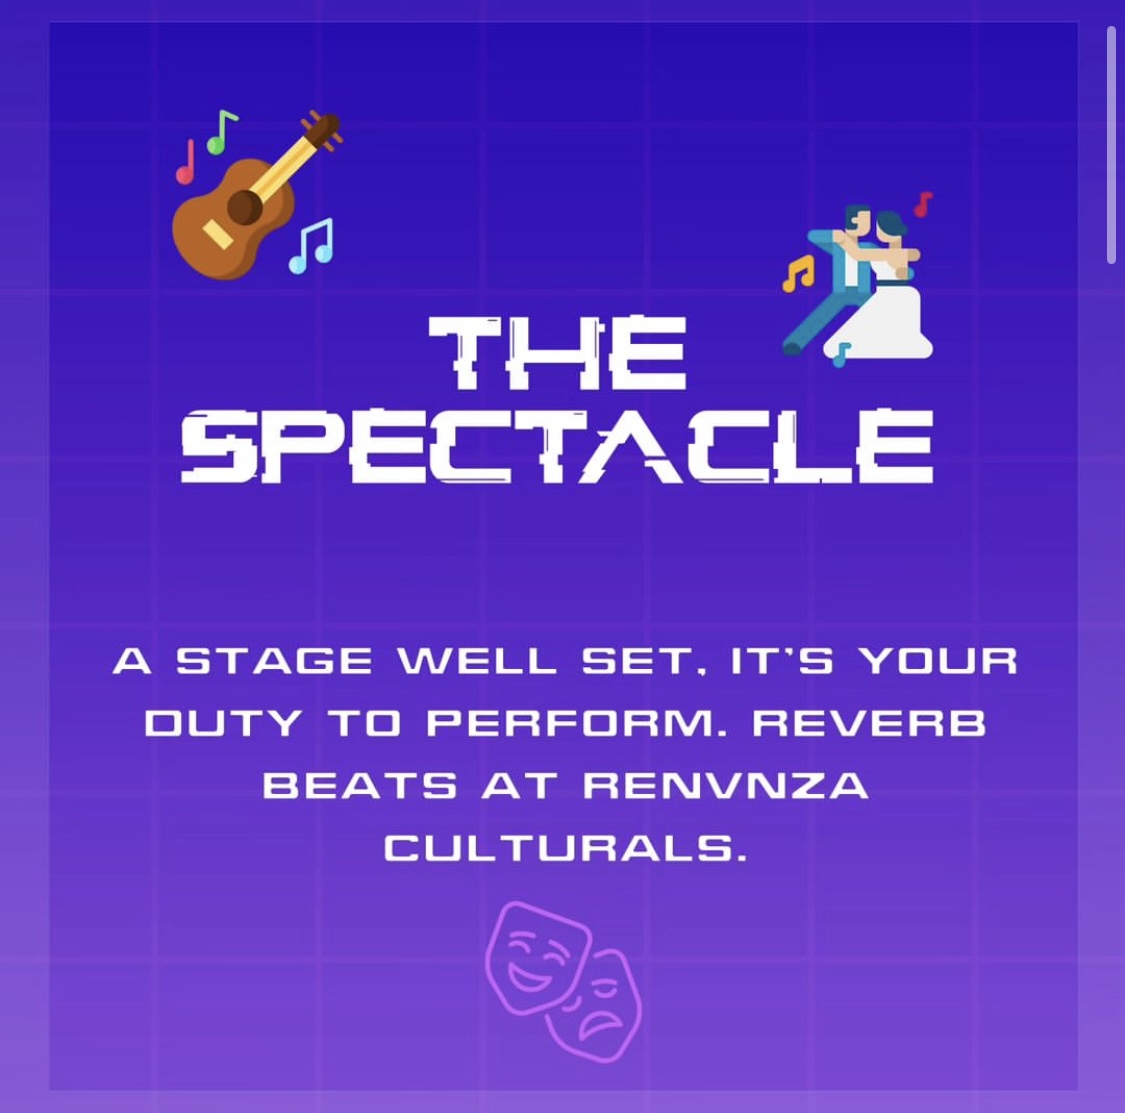 THE
SPECTACLE
A STAGE WELL SET, IT'S YOUR
DUTY TO PERFORM. REVERB
BEATS AT RENVNZA
CULTURALS.